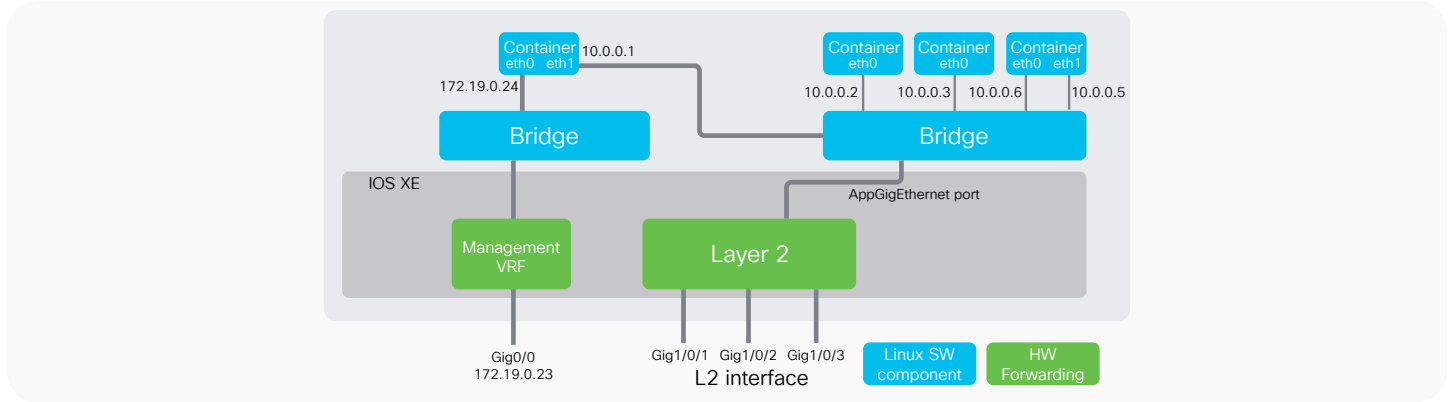 Container
eth0 eth1
10.0.0.1
172.19.0.24
Container
eth0
Container
eth0
Container
eth0 eth1
10.0.0.2
10.0.0.3
10.0.0.6
10.0.0.5
Bridge
Bridge
IOS XE
AppGigEthernet port
Management
VRF
Layer 2
Gig0/0
172.19.0.23
Gig1/0/1
Gig1/0/2
Gig1/0/3
L2 interface
Linux SW
component
HW
Forwarding